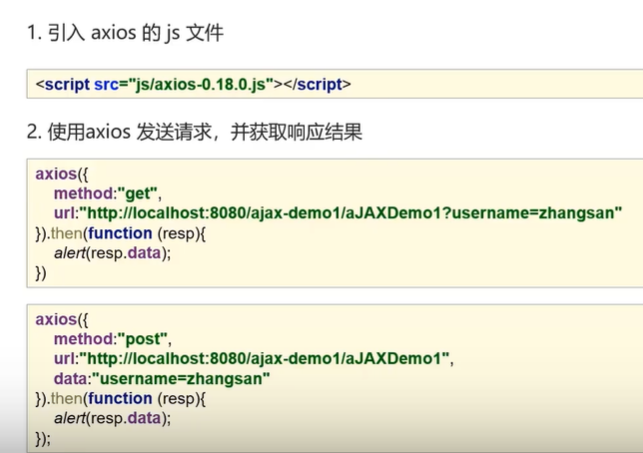 1. 引入 axios 的 js 文件
<script src="js/axios-0.18.0.js"></script>
2. 使用axios 发送请求，并获取响应结果
axios({
method:"get",
url:"http://localhost:8080/ajax-demo1/aJAXDemo1?username=zhangsan"
}).then(function (resp){
alert(resp.data);
})
axios({
method:"post",
url:"http://localhost:8080/ajax-demo1/aJAXDemo1",
data:"username=zhangsan"
}).then(function (resp){
alert(resp.data);
});